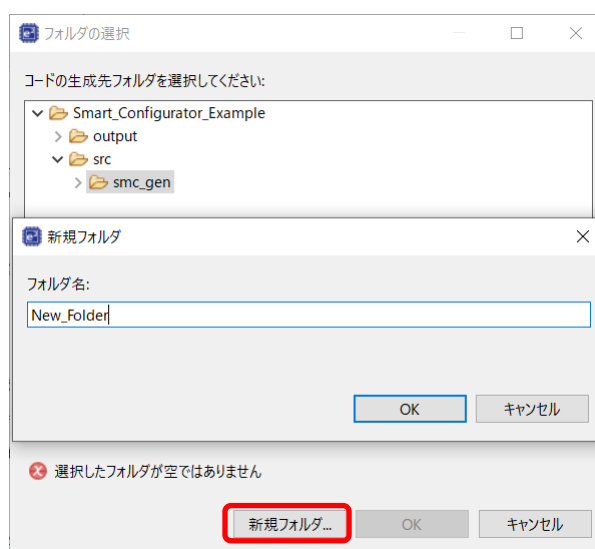 フォルダの選択
コードの生成先フォルダを選択してください:
Smart_Configurator_Example
output
src
smc_gen
新規フォルダ
フォルダ名:
New_Folder
OK キャンセル
選択したフォルダが空ではありません
新規フォルダ... OK キャンセル